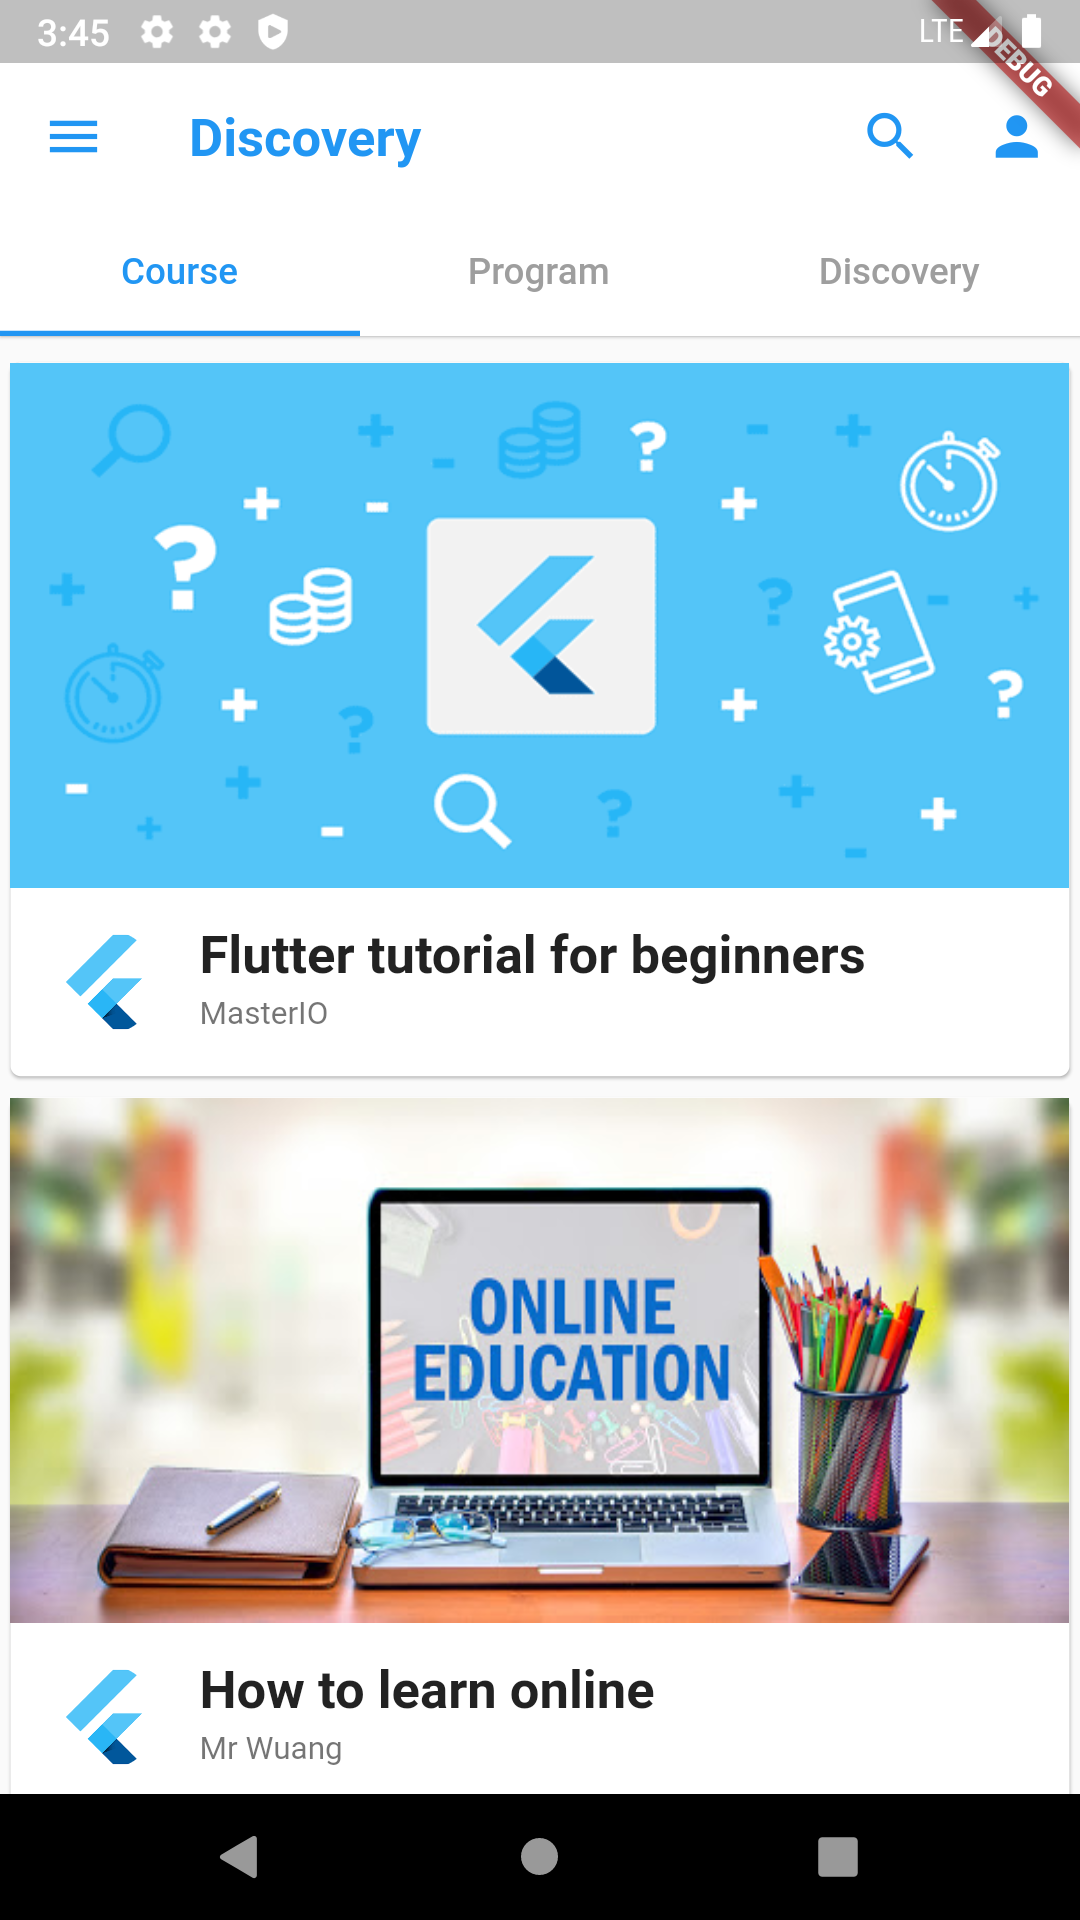 3:45
LTE
DEBUG
Discovery
Course
Program
Discovery
Flutter tutorial for beginners
MasterIO
ONLINE
EDUCATION
How to learn online
Mr Wuang